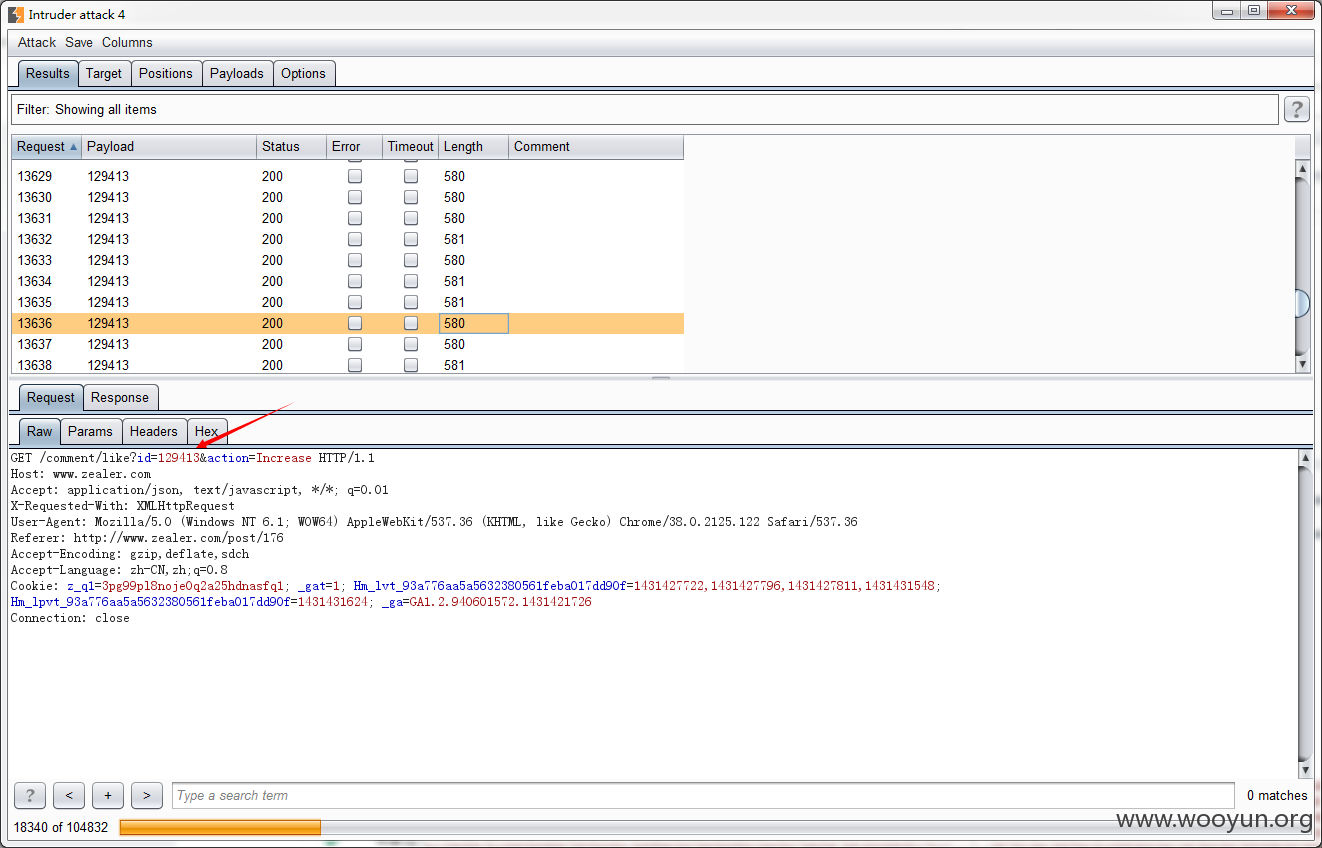 Intruder attack 4
Attack Save Columns
Results Target Positions Payloads Options
Filter: Showing all items
?
Request Payload Status Error Timeout Length Comment
13629 129413 200 580
13630 129413 200 580
13631 129413 200 580
13632 129413 200 581
13633 129413 200 580
13634 129413 200 581
13635 129413 200 581
13636 129413 200 580
13637 129413 200 580
13638 129413 200 581
Request Response
Raw Params Headers Hex
GET /comment/like?id=129413&action=Increase HTTP/1.1
Host: www.zealer.com
Accept: application/json, text/javascript, */*; q=0.01
X-Requested-With: XMLHttpRequest
User-Agent: Mozilla/5.0 (Windows NT 6.1; WOW64) AppleWebKit/537.36 (KHTML, like Gecko) Chrome/38.0.2125.122 Safari/537.36
Referer: http://www.zealer.com/post/176
Accept-Encoding: gzip,deflate,sdch
Accept-Language: zh-CN,zh;q=0.8
Cookie: z_q1=3pg99pl8noje0q2a25hdnasfq1; _gat=1; Hm_lvt_93a776aa5a5632380561feba017dd90f=1431427722,1431427796,1431427811,1431431548;
Hm_lpvt_93a776aa5a5632380561feba017dd90f=1431431624; _ga=GA1.2.940601572.1431421726
Connection: close
? < + > Type a search term 0 matches
www.wooyun.org
18340 of 104832